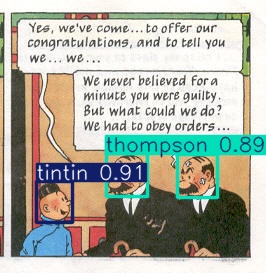 Yes, we've come... to offer our
congratulations, and to tell you
we... we...
We never believed for a
minute you were guilty.
But what could we do?
We had to obey orders...
thompson 0.89
tintin 0.91